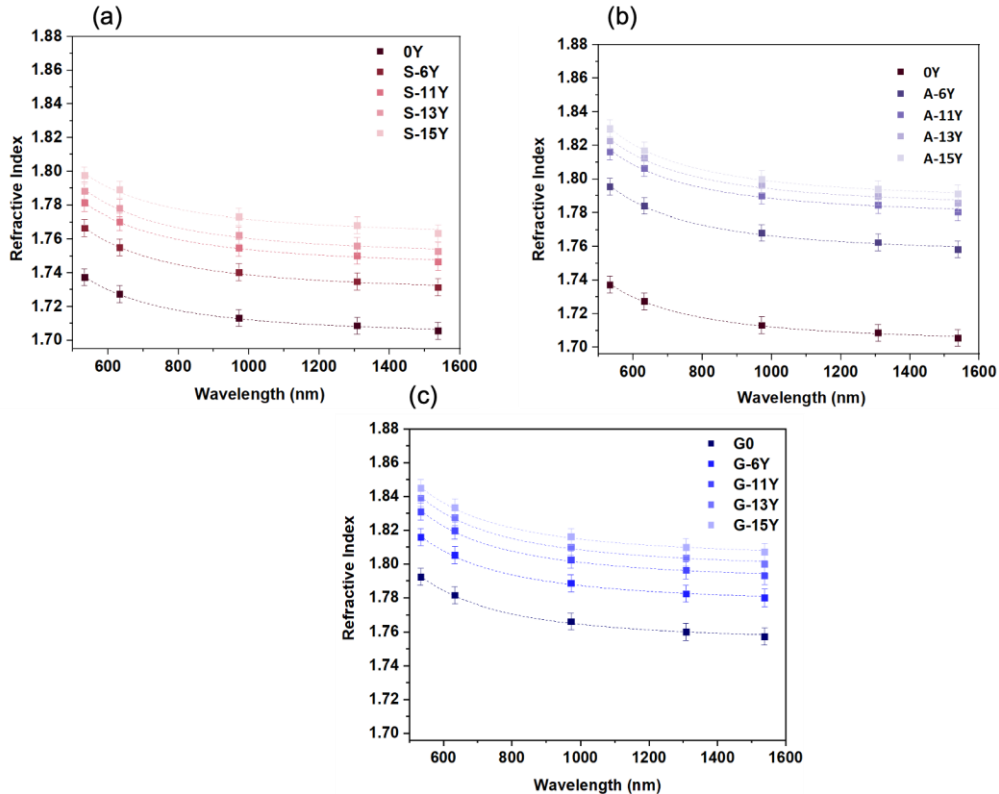 (a)
1.88
1.86
1.84
1.82
1.80
1.78
1.76
1.74
1.72
1.70
Refractive Index
600 800 1000 1200 1400 1600
Wavelength (nm)
0Y
S-6Y
S-11Y
S-13Y
S-15Y
(b)
1.88
1.86
1.84
1.82
1.80
1.78
1.76
1.74
1.72
1.70
Refractive Index
600 800 1000 1200 1400 1600
Wavelength (nm)
0Y
A-6Y
A-11Y
A-13Y
A-15Y
(c)
1.88
1.86
1.84
1.82
1.80
1.78
1.76
1.74
1.72
1.70
Refractive Index
600 800 1000 1200 1400 1600
Wavelength (nm)
G0
G-6Y
G-11Y
G-13Y
G-15Y